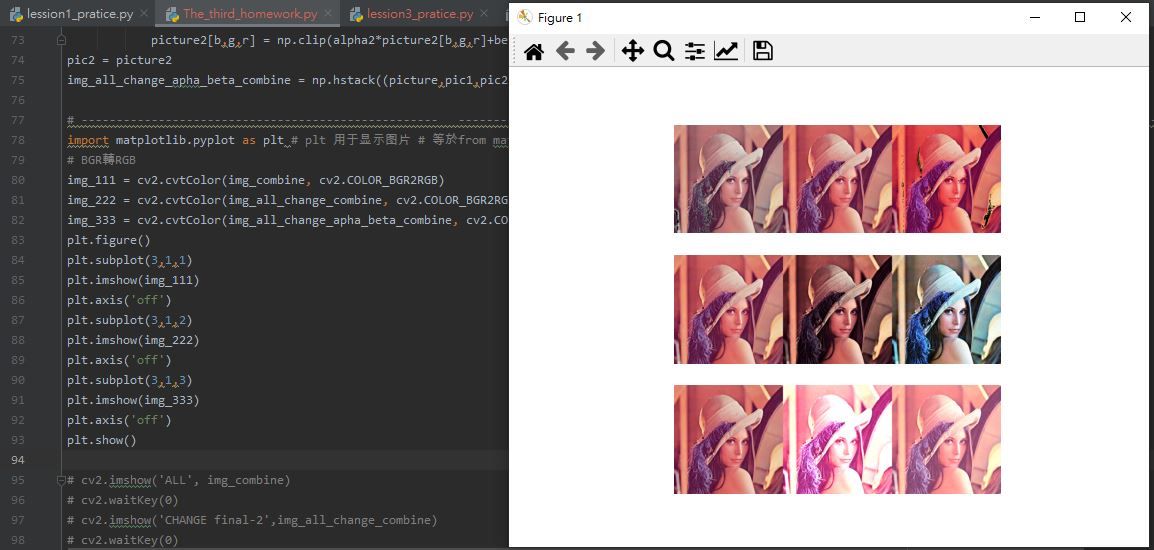 lession1_pratice.py
The_third_homework.py
lession3_pratice.py
Figure 1
73 picture2[b,g,r] = np.clip(alpha2*picture2[b,g,r]+be
74 pic2 = picture2
75 img_all_change_apha_beta_combine = np.hstack((picture,pic1,pic2
76
77 # --------------------------------------------------- -------
78 import matplotlib.pyplot as plt # plt 用于显示图片 # 等於from ma
79 # BGR轉RGB
80 img_111 = cv2.cvtColor(img_combine, cv2.COLOR_BGR2RGB)
81 img_222 = cv2.cvtColor(img_all_change_combine, cv2.COLOR_BGR2RG
82 img_333 = cv2.cvtColor(img_all_change_apha_beta_combine, cv2.CO
83 plt.figure()
84 plt.subplot(3,1,1)
85 plt.imshow(img_111)
86 plt.axis('off')
87 plt.subplot(3,1,2)
88 plt.imshow(img_222)
89 plt.axis('off')
90 plt.subplot(3,1,3)
91 plt.imshow(img_333)
92 plt.axis('off')
93 plt.show()
94
95 # cv2.imshow('ALL', img_combine)
96 # cv2.waitKey(0)
97 # cv2.imshow('CHANGE final-2',img_all_change_combine)
98 # cv2.waitKey(0)